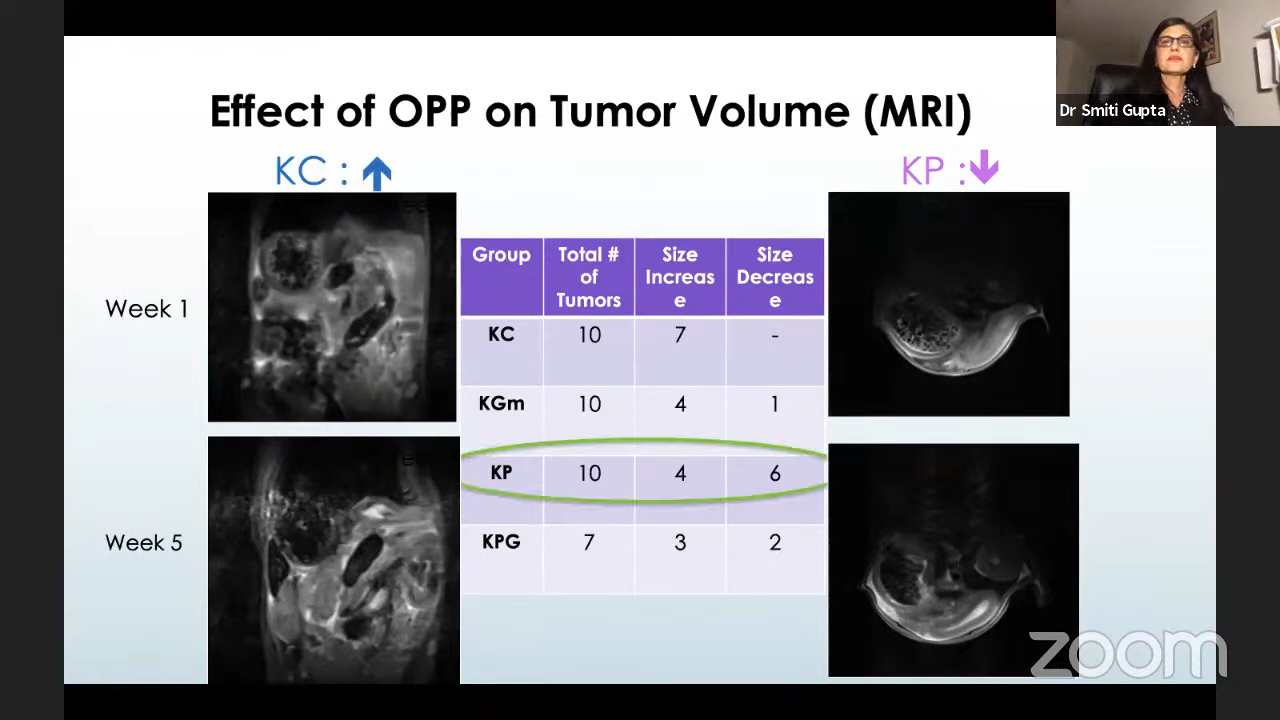 Effect of OPP on Tumor Volume (MRI)
Dr Smiti Gupta
KC :
KP :
Week 1
Week 5
Group Total # of Tumors Size Increas e Size Decreas e
KC 10 7 -
KGm 10 4 1
KP 10 4 6
KPG 7 3 2
zoom